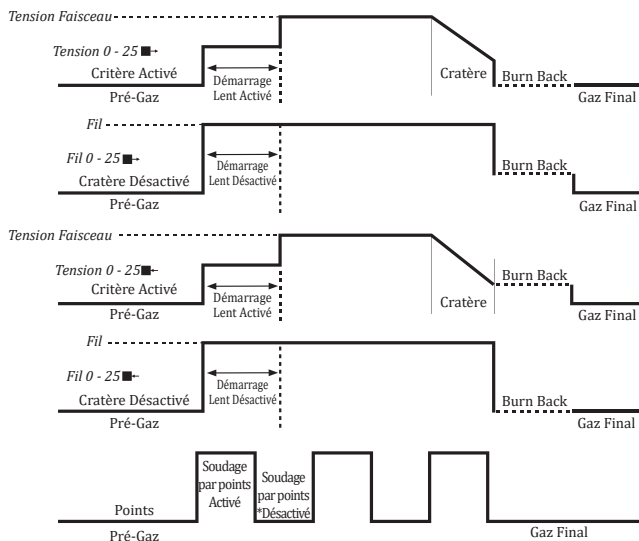 Tension Faisceau
Tension 0 - 25
Critère Activé
Pré-Gaz
Démarrage
Lent Activé
Cratère
Burn Back
Gaz Final
Fil
Fil 0 - 25
Cratère Désactivé
Pré-Gaz
Démarrage
Lent Désactivé
Burn Back
Gaz Final
Tension Faisceau
Tension 0 - 25
Critère Activé
Pré-Gaz
Démarrage
Lent Activé
Cratère
Burn Back
Gaz Final
Fil
Fil 0 - 25
Cratère Désactivé
Pré-Gaz
Démarrage
Lent Désactivé
Burn Back
Gaz Final
Points
Pré-Gaz
Soudage
par points
Activé
Soudage
par points
*Désactivé
Gaz Final